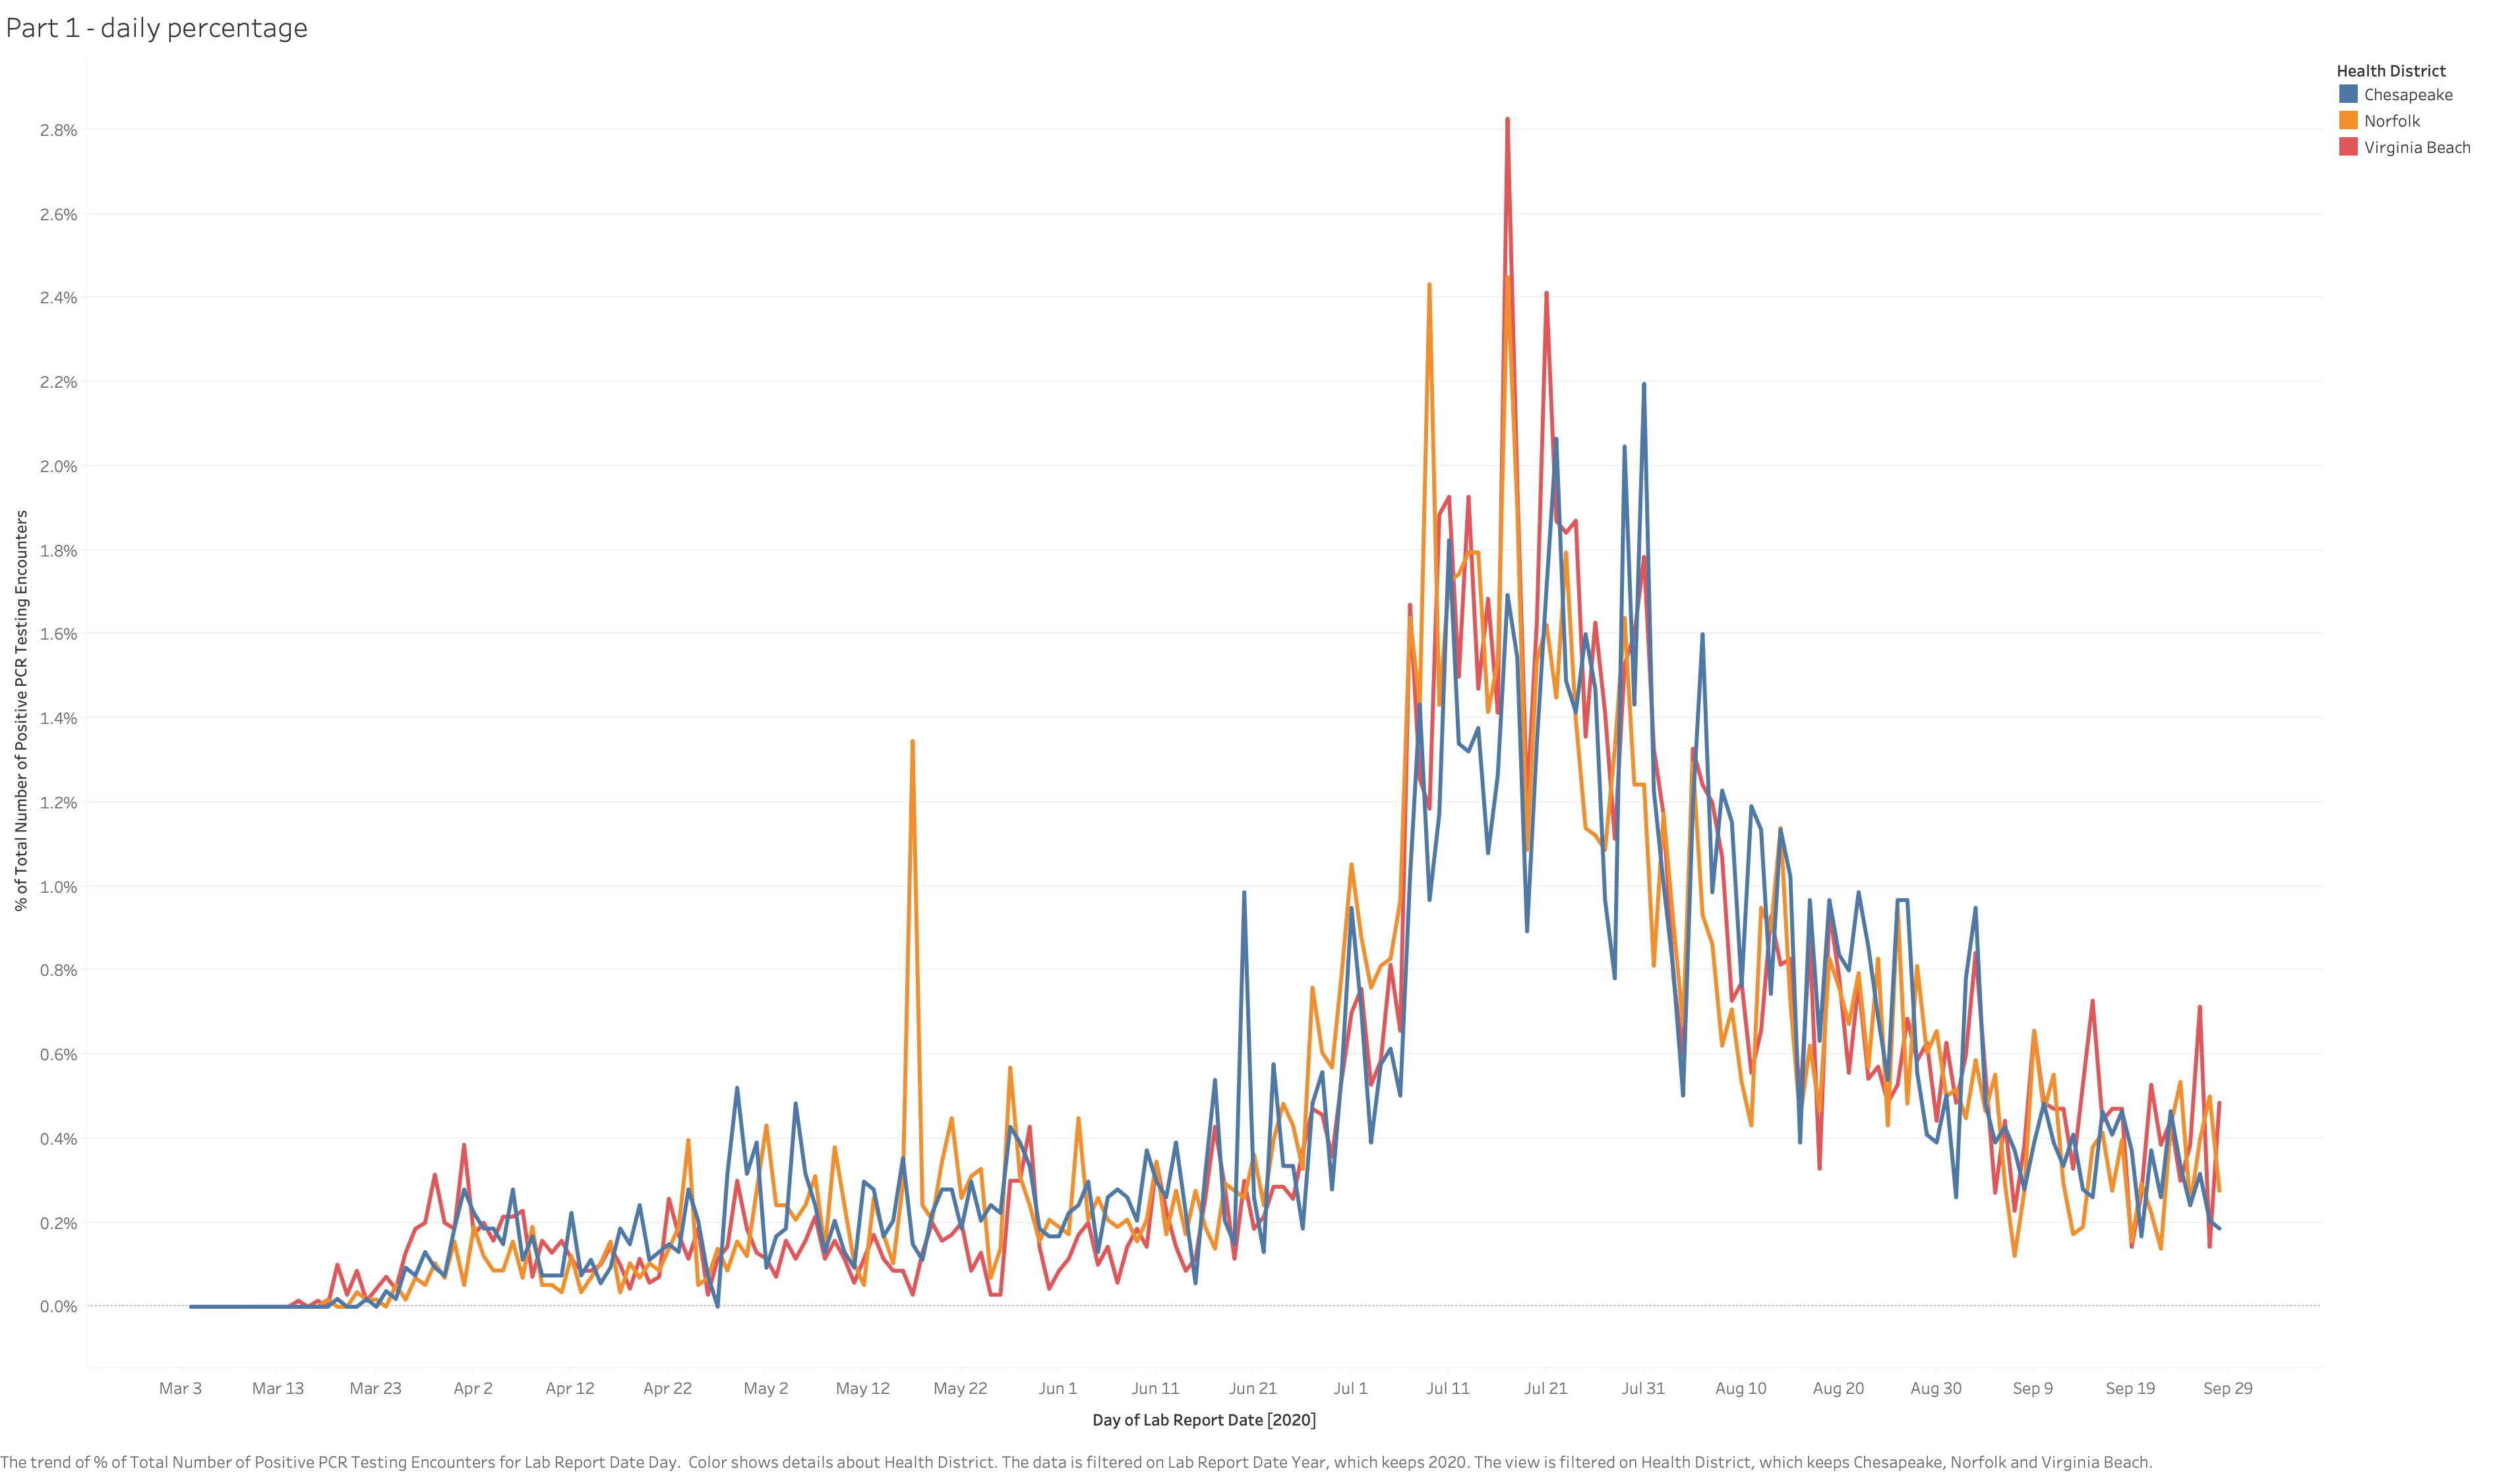 Part 1 - daily percentage
Health District
Chesapeake
Norfolk
Virginia Beach
% of Total Number of Positive PCR Testing Encounters
2.8%
2.6%
2.4%
2.2%
2.0%
1.8%
1.6%
1.4%
1.2%
1.0%
0.8%
0.6%
0.4%
0.2%
0.0%
Mar 3 Mar 13 Mar 23 Apr 2 Apr 12 Apr 22 May 2 May 12 May 22 Jun 1 Jun 11 Jun 21 Jul 1 Jul 11 Jul 21 Jul 31 Aug 10 Aug 20 Aug 30 Sep 9 Sep 19 Sep 29
Day of Lab Report Date [2020]
The trend of % of Total Number of Positive PCR Testing Encounters for Lab Report Date Day.  Color shows details about Health District. The data is filtered on Lab Report Date Year, which keeps 2020. The view is filtered on Health District, which keeps Chesapeake, Norfolk and Virginia Beach.